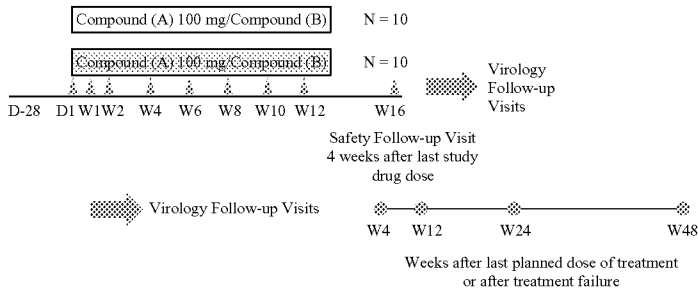 Compound (A) 100 mg/Compound (B) N = 10
Compound (A) 100 mg/Compound (B) N = 10
Virology
Follow-up
Visits
D-28 D1 W1 W2 W4 W6 W8 W10 W12 W16
Safety Follow-up Visit
4 weeks after last study
drug dose
Virology Follow-up Visits
W4 W12 W24 W48
Weeks after last planned dose of treatment
or after treatment failure